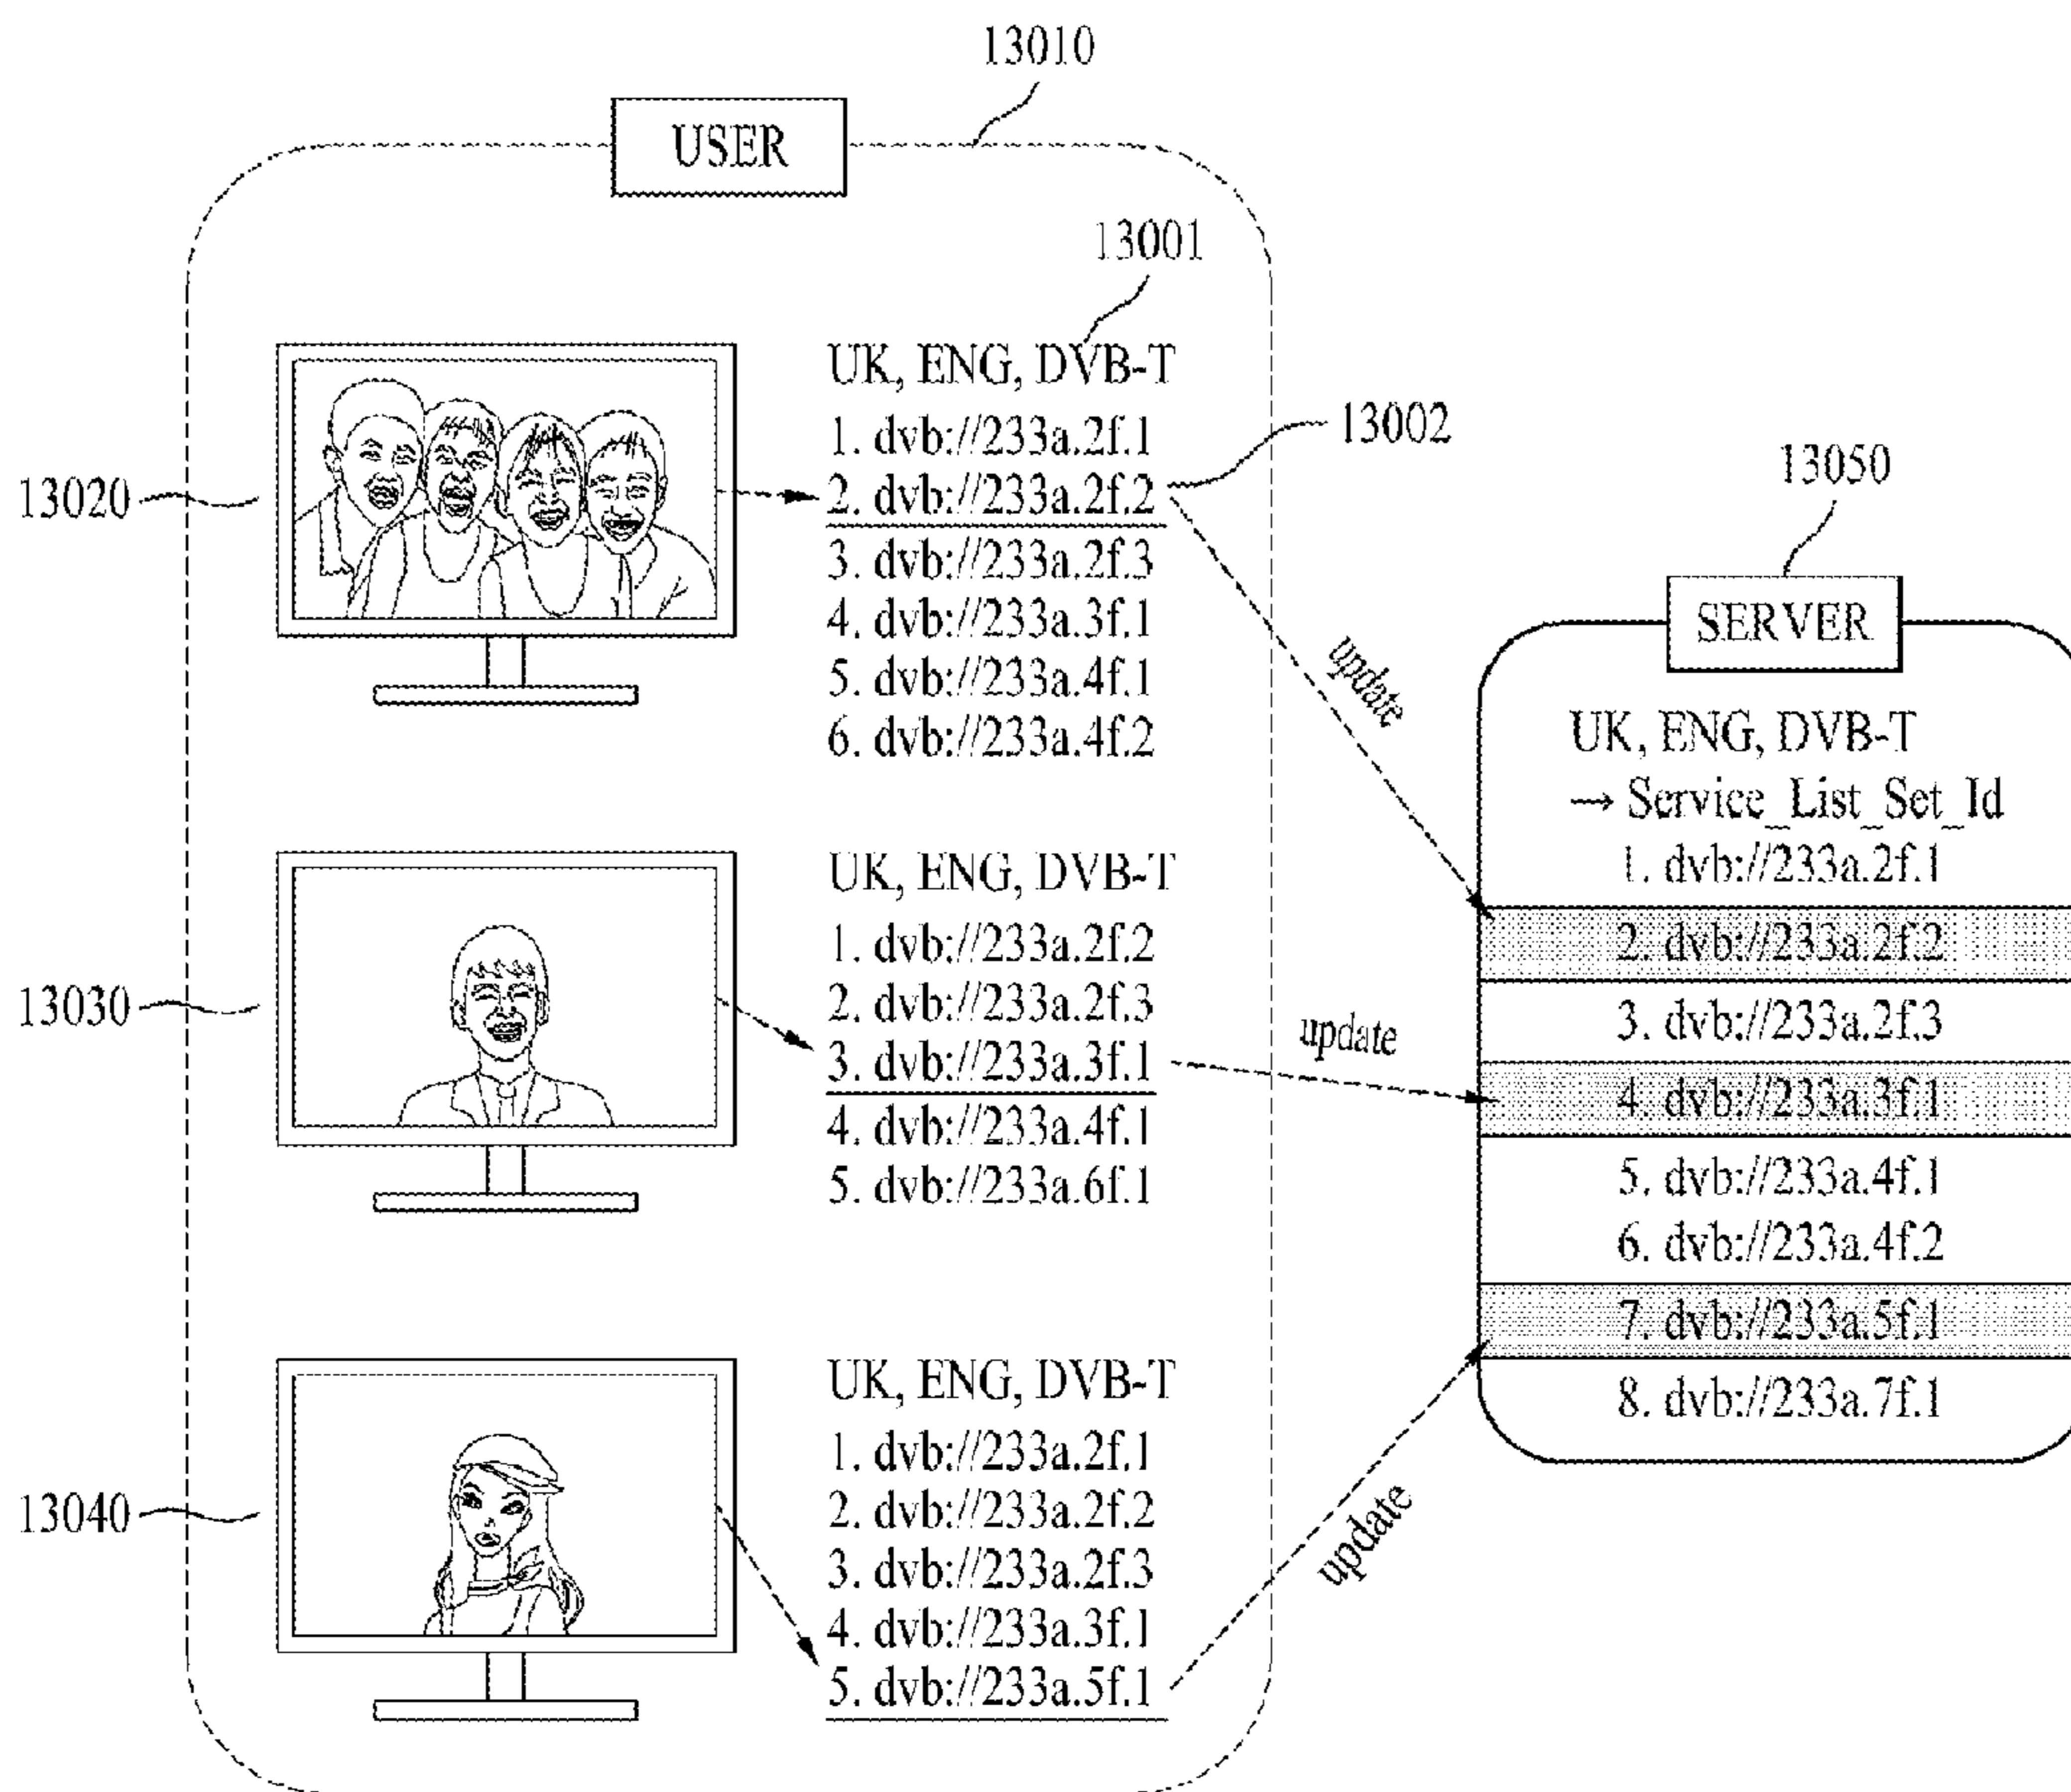 13010
USER
13001
UK, ENG, DVB-T
1. dvb://233a.2f.1
2. dvb://233a.2f.2
3. dvb://233a.2f.3
4. dvb://233a.3f.1
5. dvb://233a.4f.1
6. dvb://233a.4f.2
13002
13020
UK, ENG, DVB-T
1. dvb://233a.2f.2
2. dvb://233a.2f.3
3. dvb://233a.3f.1
4. dvb://233a.4f.1
5. dvb://233a.6f.1
13030
UK, ENG, DVB-T
1. dvb://233a.2f.1
2. dvb://233a.2f.2
3. dvb://233a.2f.3
4. dvb://233a.3f.1
5. dvb://233a.5f.1
13040
update
update
update
13050
SERVER
UK, ENG, DVB-T
→ Service_List_Set_Id
1. dvb://233a.2f.1
2. dvb://233a.2f.2
3. dvb://233a.2f.3
4. dvb://233a.3f.1
5. dvb://233a.4f.1
6. dvb://233a.4f.2
7. dvb://233a.5f.1
8. dvb://233a.7f.1